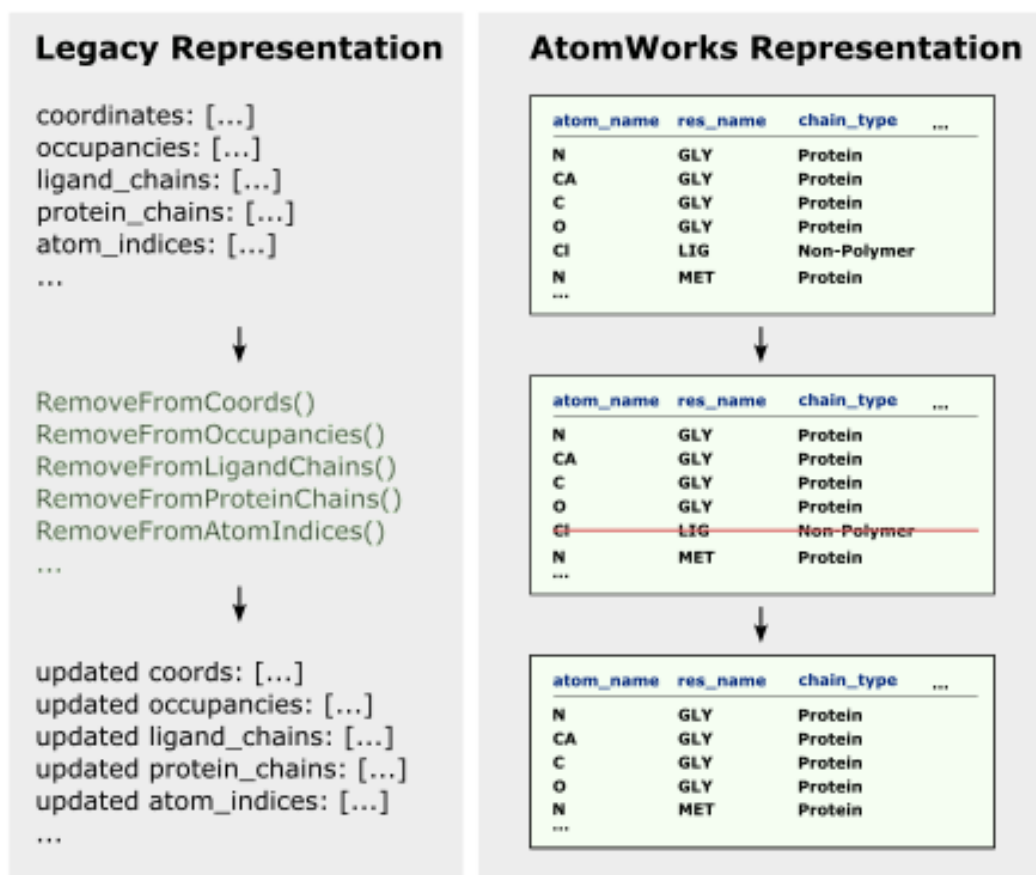 Legacy Representation
coordinates: [...]
occupancies: [...]
ligand_chains: [...]
protein_chains: [...]
atom_indices: [...]
...
RemoveFromCoords()
RemoveFromOccupancies()
RemoveFromLigandChains()
RemoveFromProteinChains()
RemoveFromAtomIndices()
...
updated coords: [...]
updated occupancies: [...]
updated ligand_chains: [...]
updated protein_chains: [...]
updated atom_indices: [...]
...
AtomWorks Representation
atom_name res_name chain_type ...
N GLY Protein
CA GLY Protein
C GLY Protein
O GLY Protein
Cl LIG Non-Polymer
N MET Protein
...
atom_name res_name chain_type ...
N GLY Protein
CA GLY Protein
C GLY Protein
O GLY Protein
Cl LIG Non-Polymer
N MET Protein
...
atom_name res_name chain_type ...
N GLY Protein
CA GLY Protein
C GLY Protein
O GLY Protein
N MET Protein
...